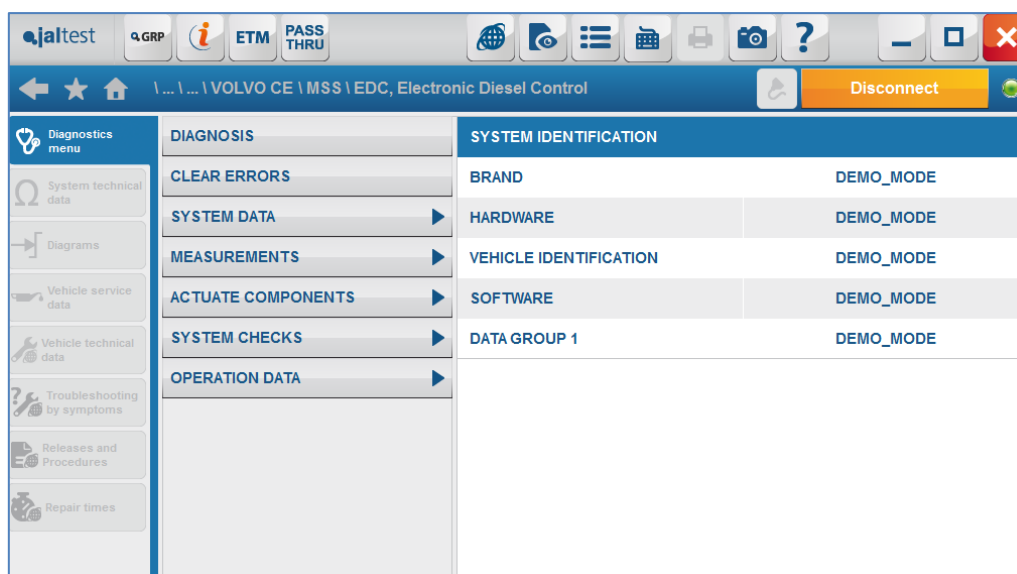 jaltest
GRP
i
ETM
PASS
THRU
?
\ ... \ ... \ VOLVO CE \ MSS \ EDC, Electronic Diesel Control
Disconnect
Diagnostics
menu
System technical
data
Diagrams
Vehicle service
data
Vehicle technical
data
Troubleshooting
by symptoms
Releases and
Procedures
Repair times
DIAGNOSIS
CLEAR ERRORS
SYSTEM DATA
MEASUREMENTS
ACTUATE COMPONENTS
SYSTEM CHECKS
OPERATION DATA
SYSTEM IDENTIFICATION
BRAND DEMO_MODE
HARDWARE DEMO_MODE
VEHICLE IDENTIFICATION DEMO_MODE
SOFTWARE DEMO_MODE
DATA GROUP 1 DEMO_MODE